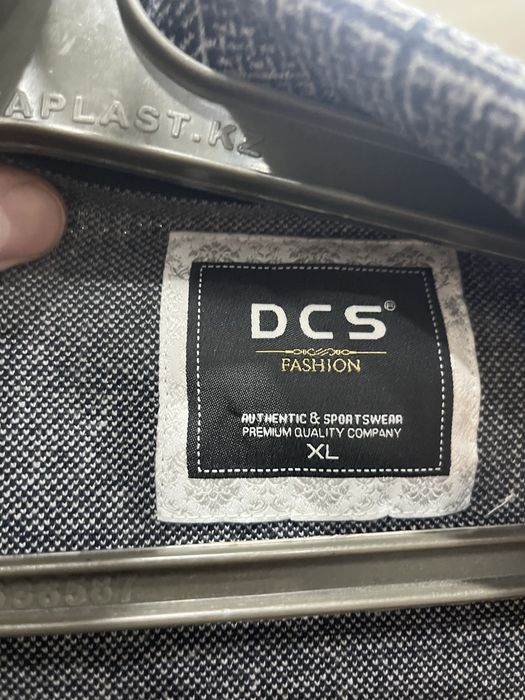 APLAST.KZ
DCS®
FASHION
AUTHENTIC & SPORTSWEAR
PREMIUM QUALITY COMPANY
XL